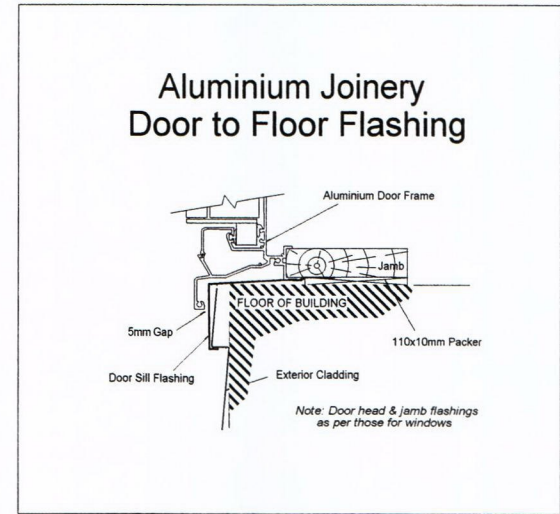 Aluminium Joinery
Door to Floor Flashing
Aluminium Door Frame
Jamb
FLOOR OF BUILDING
5mm Gap
110x10mm Packer
Door Sill Flashing
Exterior Cladding
Note: Door head & jamb flashings
as per those for windows